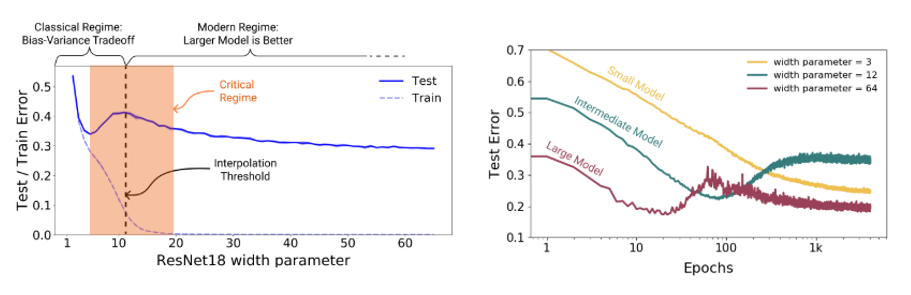 Classical Regime:
Bias-Variance Tradeoff
Modern Regime:
Larger Model is Better
Critical
Regime
Interpolation
Threshold
Test
Train
Test / Train Error
0.5
0.4
0.3
0.2
0.1
0.0
1
10
20
30
40
50
60
ResNet18 width parameter
0.7
0.6
0.5
0.4
0.3
0.2
0.1
Test Error
Small Model
Intermediate Model
Large Model
width parameter = 3
width parameter = 12
width parameter = 64
1
10
100
1k
Epochs